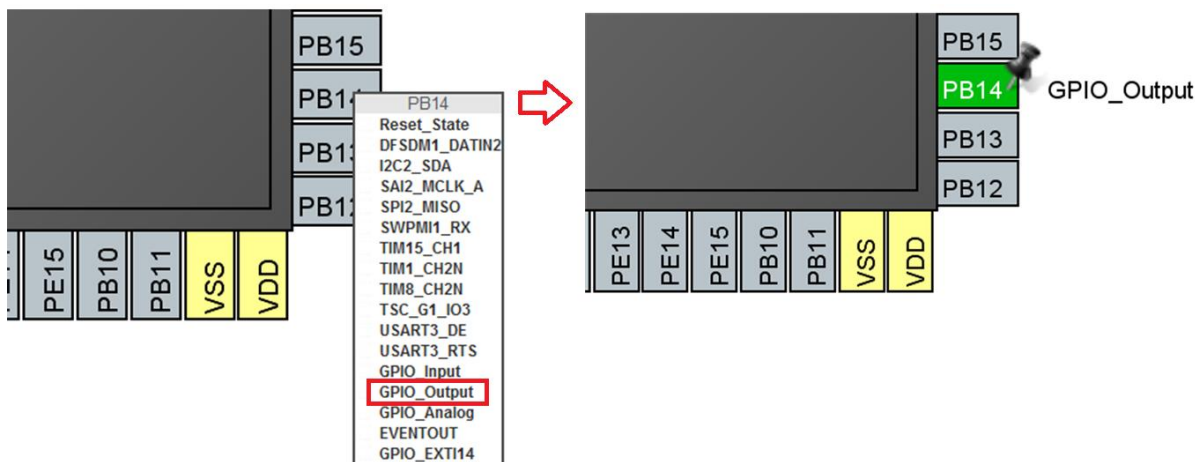 PB15
PB14
PB13
PB12
PE15
PB10
PB11
VSS
VDD
PB14
Reset_State
DFSDM1_DATIN2
I2C2_SDA
SAI2_MCLK_A
SPI2_MISO
SWPMI1_RX
TIM15_CH1
TIM1_CH2N
TIM8_CH2N
TSC_G1_IO3
USART3_DE
USART3_RTS
GPIO_Input
GPIO_Output
GPIO_Analog
EVENTOUT
GPIO_EXTI14
PB15
PB14
GPIO_Output
PB13
PB12
PE13
PE14
PE15
PB10
PB11
VSS
VDD